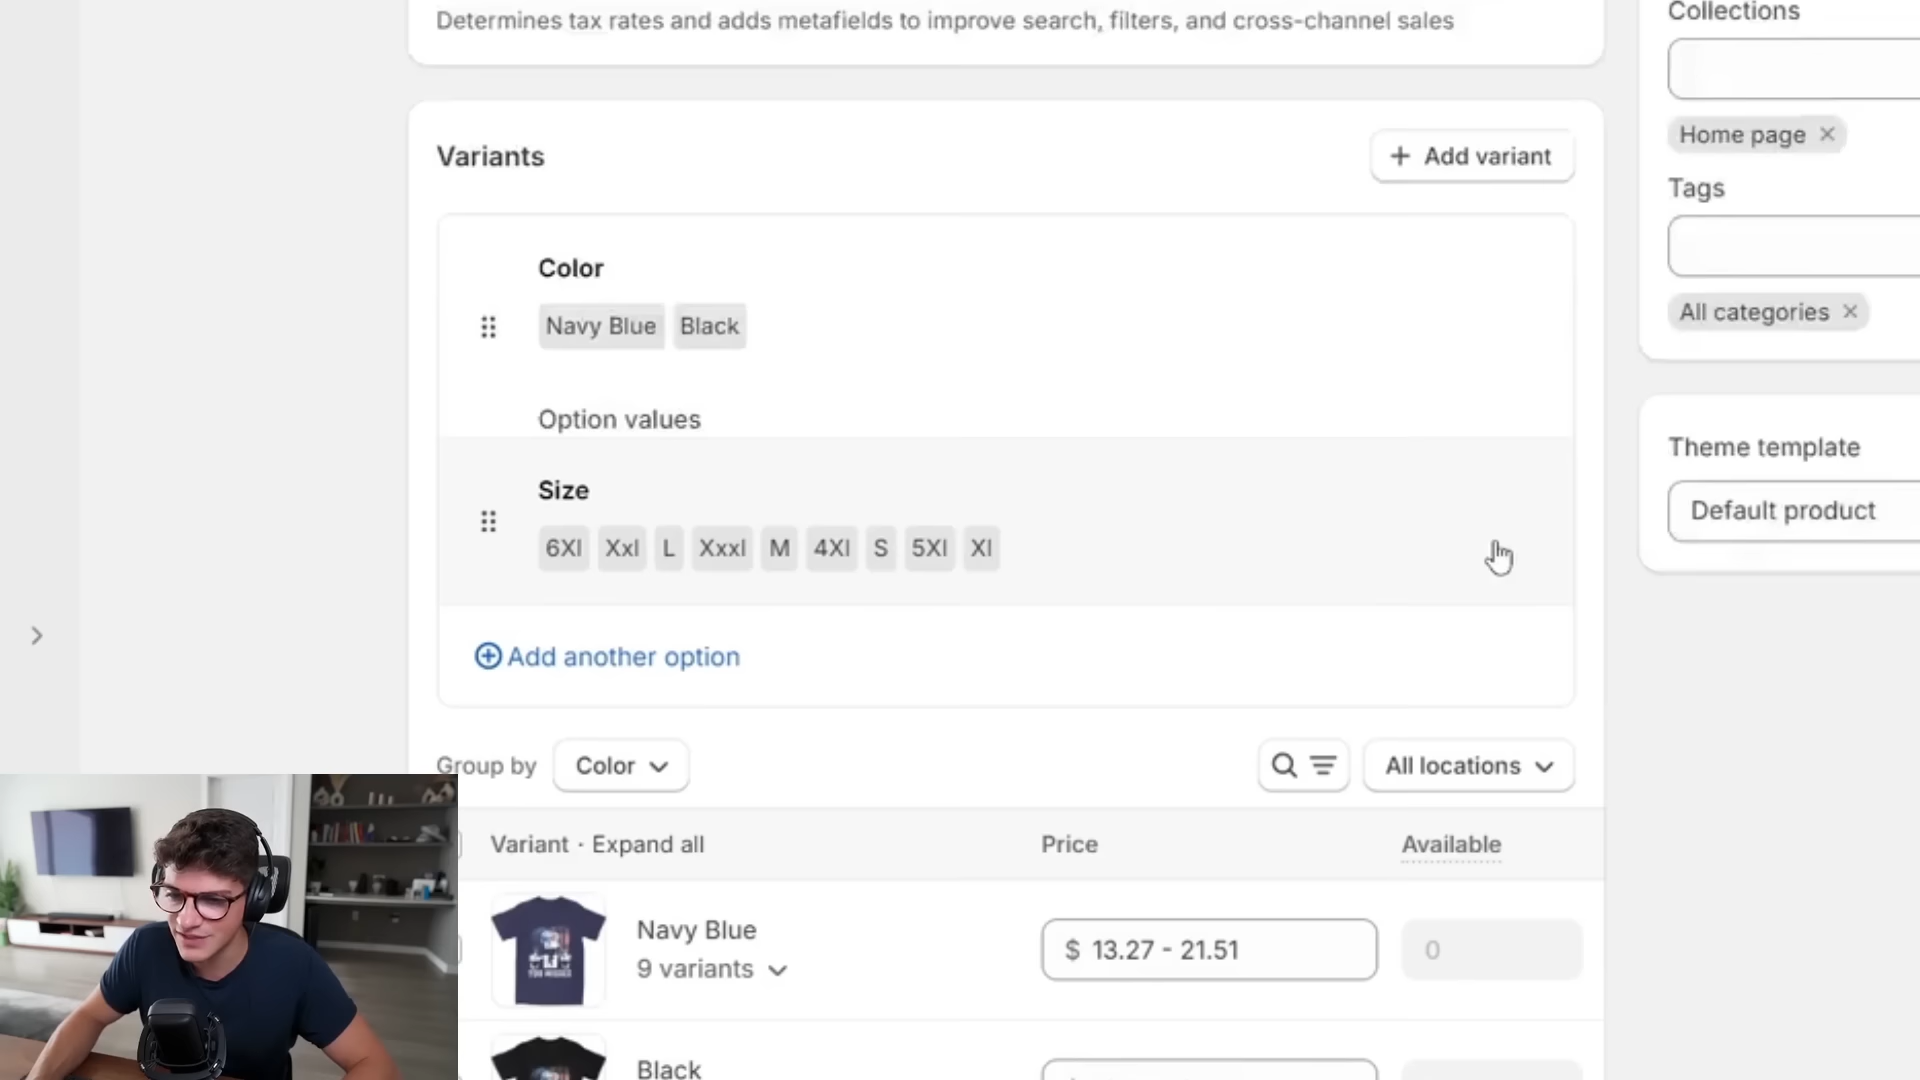 Determines tax rates and adds metafields to improve search, filters, and cross-channel sales
Variants
+ Add variant
Color
Navy Blue Black
Option values
Size
6Xl Xxl L Xxxl M 4Xl S 5Xl Xl
Add another option
Group by Color
All locations
Variant · Expand all Price Available
Navy Blue
9 variants
$ 13.27 - 21.51
0
Black
Collections
Home page ×
Tags
All categories ×
Theme template
Default product